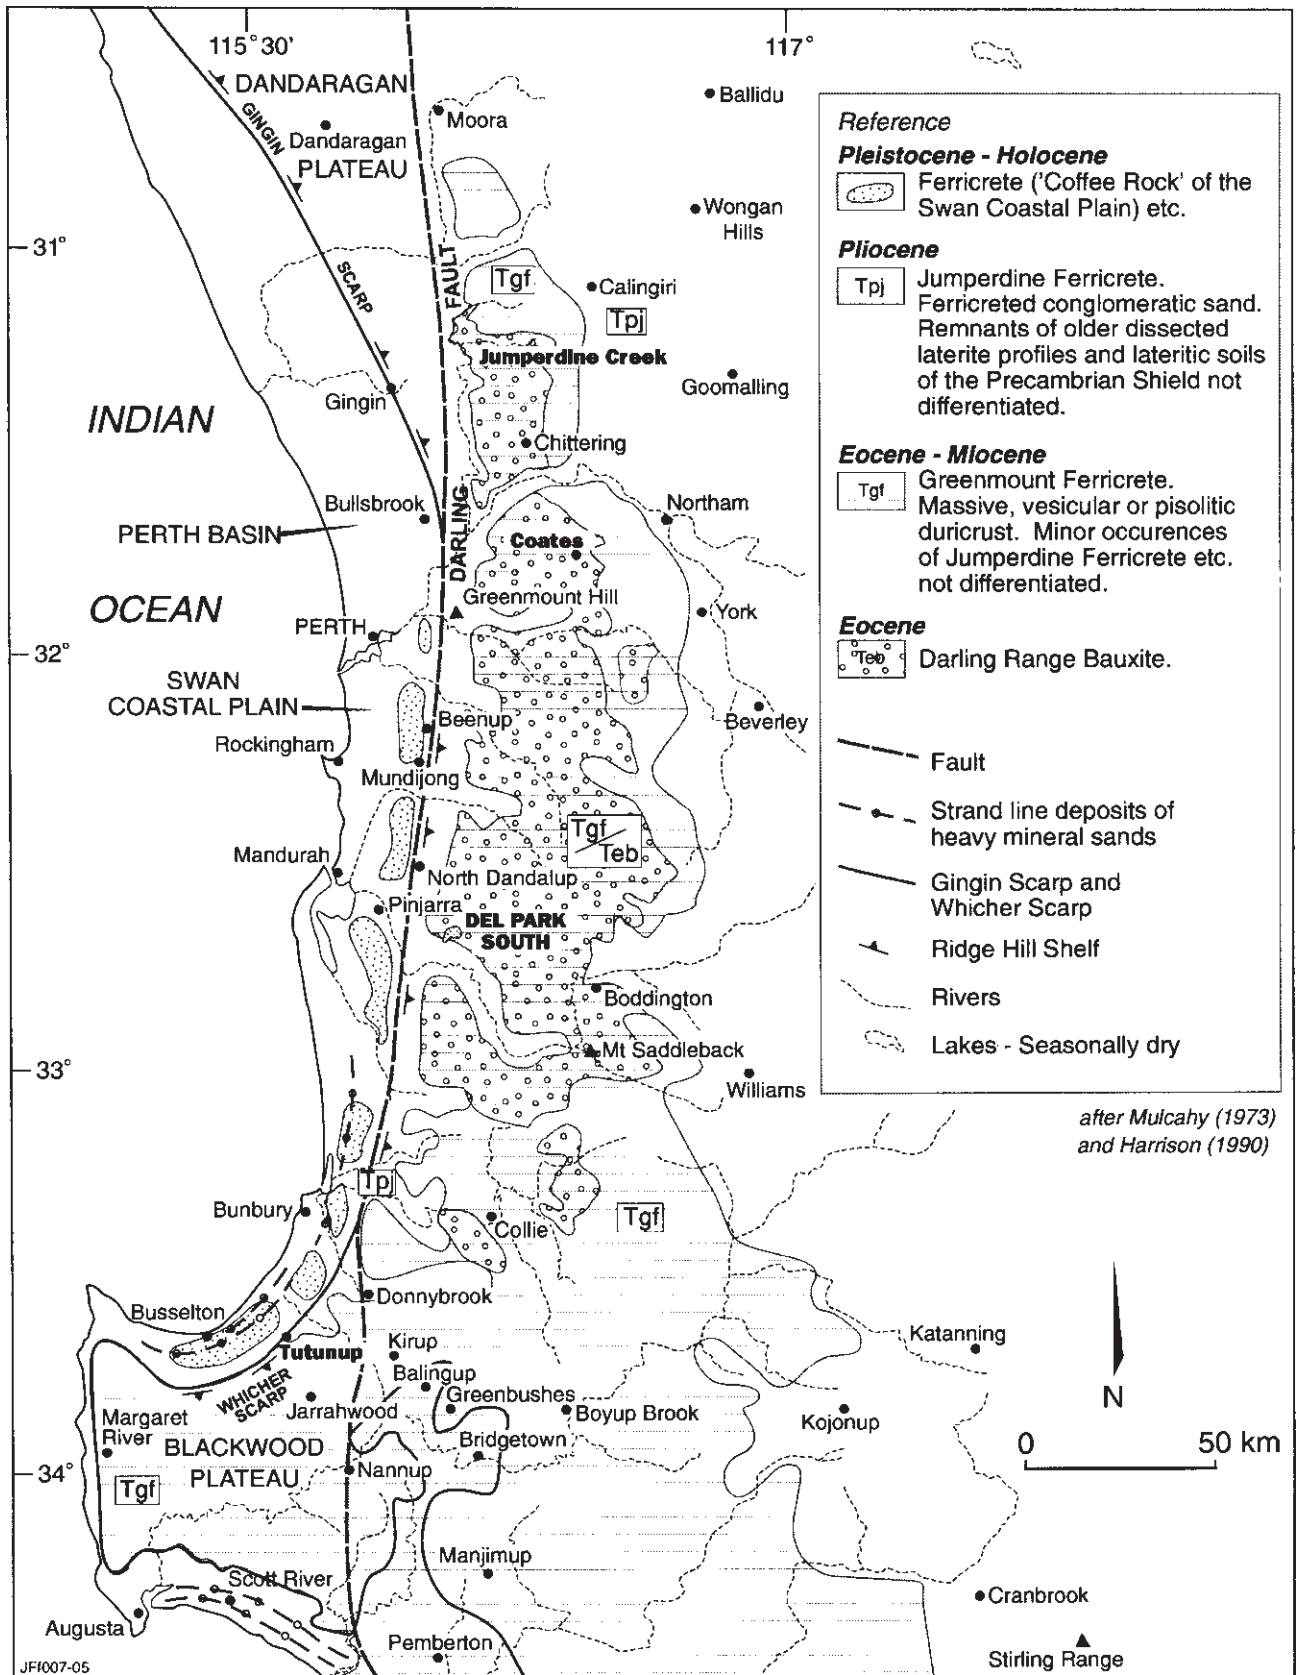 115°30'
117°
DANDARAGAN
Dandaragan
PLATEAU
GINGIN
SCARP
Moora
Ballidu
Wongan
Hills
31°
FAULT
Tgf
Calingiri
Tpj
Jumperdine Creek
Goomalling
Gingin
INDIAN
Chittering
Bullsbrook
PERTH BASIN
DARLING
Northam
Coates
OCEAN
Greenmount Hill
York
PERTH
32°
SWAN
COASTAL PLAIN
Beenup
Beverley
Rockingham
Mundijong
Tgf
Teb
Mandurah
North Dandalup
Pinjarra
DEL PARK
SOUTH
Boddington
Mt Saddleback
33°
Williams
Tpj
Bunbury
Collie
Tgf
Donnybrook
Busselton
Tutunup
Kirup
Katanning
Balingup
WHICHER
SCARP
Jarrahwood
Greenbushes
Boyup Brook
Kojonup
Margaret
River
BLACKWOOD
PLATEAU
Bridgetown
34°
Nannup
Tgf
Manjimup
Scott River
Cranbrook
Augusta
Pemberton
Stirling Range
JFf007-05
Reference
Pleistocene - Holocene
Ferricrete ('Coffee Rock' of the
Swan Coastal Plain) etc.
Pliocene
Tpj
Jumperdine Ferricrete.
Ferricreted conglomeratic sand.
Remnants of older dissected
laterite profiles and lateritic soils
of the Precambrian Shield not
differentiated.
Eocene - Miocene
Tgf
Greenmount Ferricrete.
Massive, vesicular or pisolitic
duricrust. Minor occurences
of Jumperdine Ferricrete etc.
not differentiated.
Eocene
Teb
Darling Range Bauxite.
Fault
Strand line deposits of
heavy mineral sands
Gingin Scarp and
Whicher Scarp
Ridge Hill Shelf
Rivers
Lakes - Seasonally dry
after Mulcahy (1973)
and Harrison (1990)
N
0 50 km